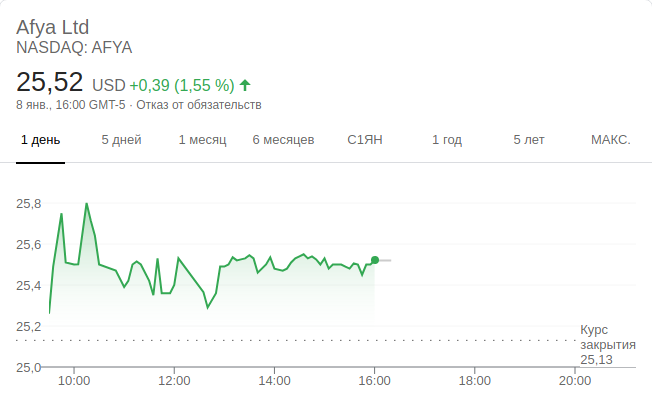 Afya Ltd
NASDAQ: AFYA
25,52 USD +0,39 (1,55 %)
8 янв., 16:00 GMT-5 · Отказ от обязательств
1 день 5 дней 1 месяц 6 месяцев С1ЯН 1 год 5 лет МАКС.
25,8
25,6
25,4
25,2
Курс
закрытия
25,13
25,0
10:00 12:00 14:00 16:00 18:00 20:00